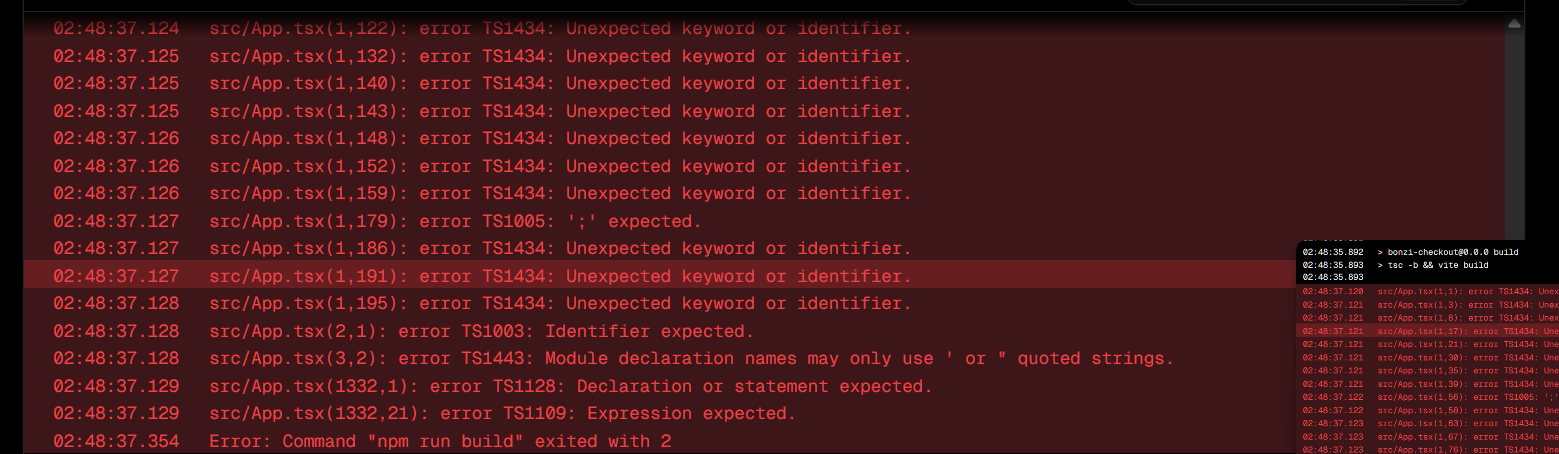 02:48:37.124 src/App.tsx(1,122): error TS1434: Unexpected keyword or identifier.
02:48:37.125 src/App.tsx(1,132): error TS1434: Unexpected keyword or identifier.
02:48:37.125 src/App.tsx(1,140): error TS1434: Unexpected keyword or identifier.
02:48:37.125 src/App.tsx(1,143): error TS1434: Unexpected keyword or identifier.
02:48:37.126 src/App.tsx(1,148): error TS1434: Unexpected keyword or identifier.
02:48:37.126 src/App.tsx(1,152): error TS1434: Unexpected keyword or identifier.
02:48:37.126 src/App.tsx(1,159): error TS1434: Unexpected keyword or identifier.
02:48:37.127 src/App.tsx(1,179): error TS1005: ';' expected.
02:48:37.127 src/App.tsx(1,186): error TS1434: Unexpected keyword or identifier.
02:48:37.127 src/App.tsx(1,191): error TS1434: Unexpected keyword or identifier.
02:48:37.128 src/App.tsx(1,195): error TS1434: Unexpected keyword or identifier.
02:48:37.128 src/App.tsx(2,1): error TS1003: Identifier expected.
02:48:37.128 src/App.tsx(3,2): error TS1443: Module declaration names may only use ' or " quoted strings.
02:48:37.129 src/App.tsx(1332,1): error TS1128: Declaration or statement expected.
02:48:37.129 src/App.tsx(1332,21): error TS1109: Expression expected.
02:48:37.354 Error: Command "npm run build" exited with 2
02:48:35.892 > bonzi-checkout@0.0.0 build
02:48:35.893 > tsc -b && vite build
02:48:35.893
02:48:37.120 src/App.tsx(1,1): error TS1434: Unex
02:48:37.121 src/App.tsx(1,3): error TS1434: Une
02:48:37.121 src/App.tsx(1,8): error TS1434: Unex
02:48:37.121 src/App.tsx(1,17): error TS1434: Une
02:48:37.121 src/App.tsx(1,21): error TS1434: Une
02:48:37.121 src/App.tsx(1,30): error TS1434: Une
02:48:37.121 src/App.tsx(1,35): error TS1434: Une
02:48:37.121 src/App.tsx(1,39): error TS1434: Une
02:48:37.122 src/App.tsx(1,56): error TS1005: ';'
02:48:37.122 src/App.tsx(1,58): error TS1434: Une
02:48:37.123 src/App.tsx(1,63): error TS1434: Une
02:48:37.123 src/App.tsx(1,67): error TS1434: Une
02:48:37.123 src/App.tsx(1,76): error TS1434: Une